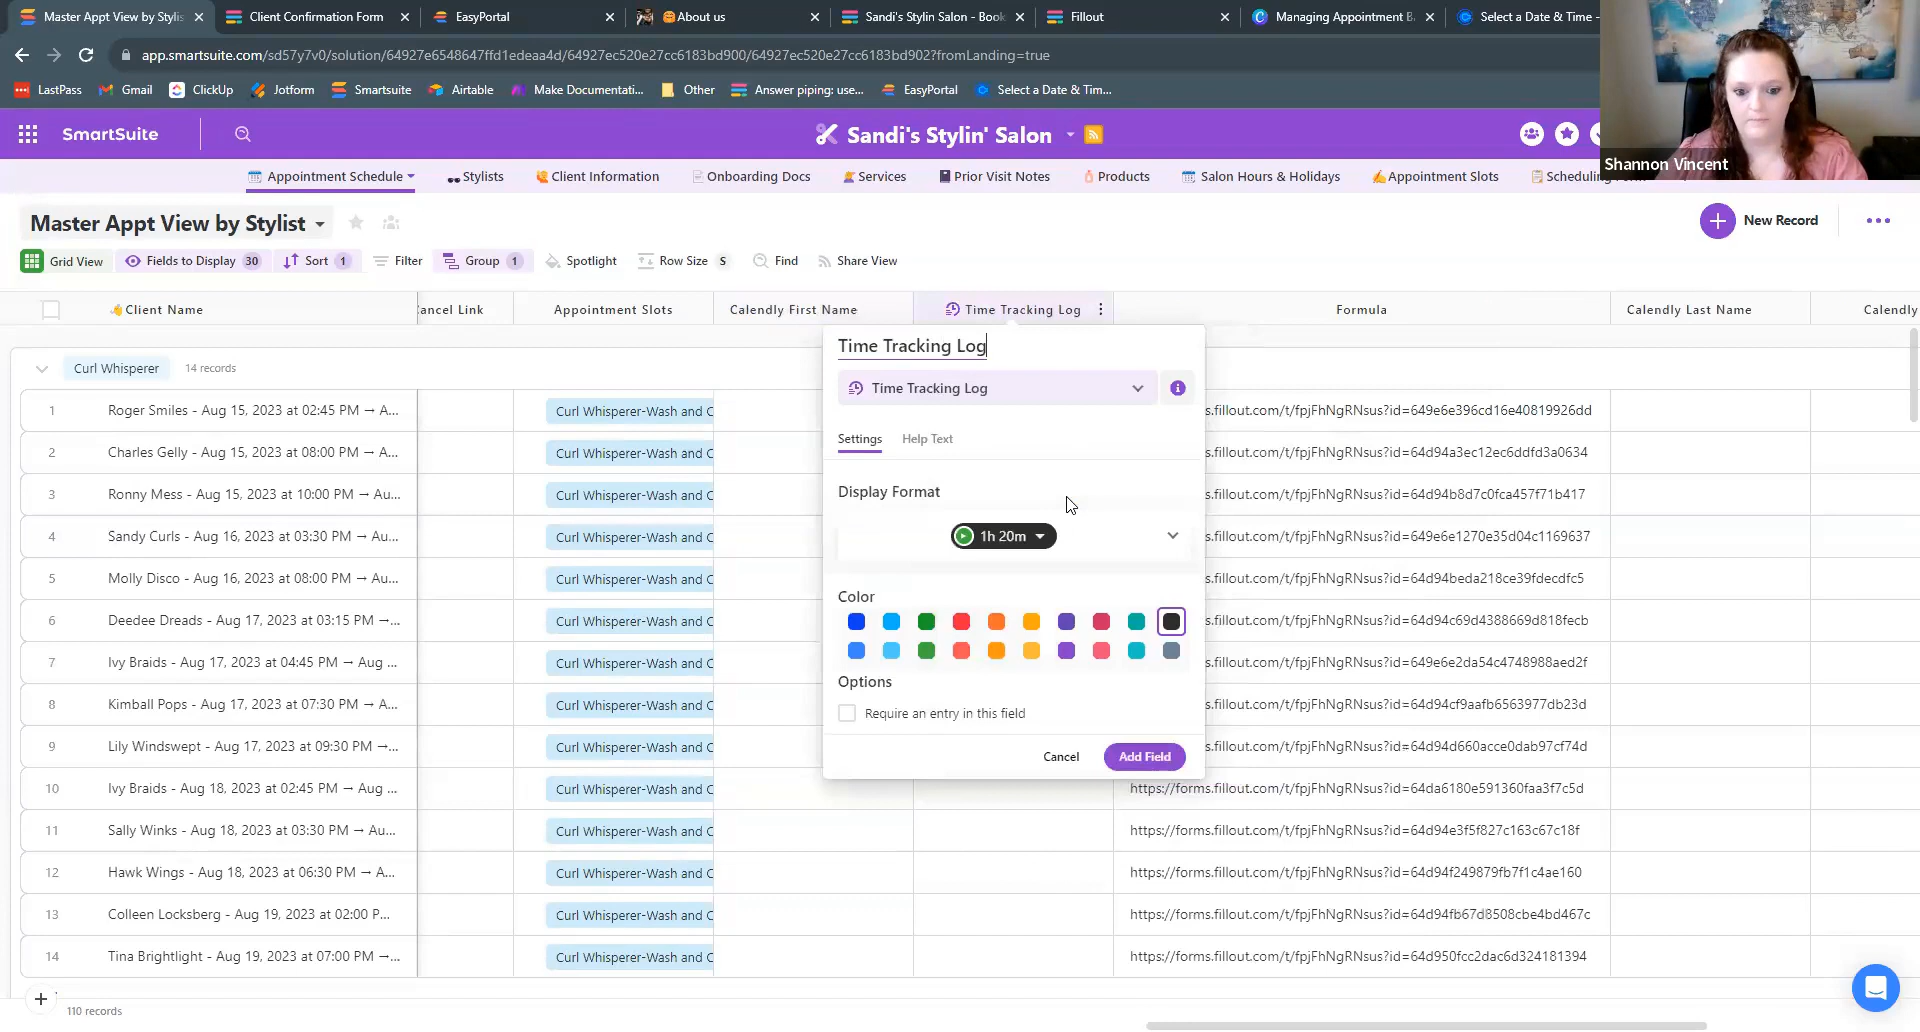 Master Appt View by Stylis
Client Confirmation Form
EasyPortal
About us
Sandi's Stylin Salon - Book
Fillout
Managing Appointment B
Select a Date & Time -
app.smartsuite.com/sd57y7v0/solution/64927e6548647ffd1edeaa4d/64927ec520e27cc6183bd900/64927ec520e27cc6183bd902?fromLanding=true
LastPass
Gmail
ClickUp
Jotform
Smartsuite
Airtable
Make Documentati...
Other
Answer piping: use...
EasyPortal
Select a Date & Tim...
Shannon Vincent
SmartSuite
Sandi's Stylin' Salon
Appointment Schedule
Stylists
Client Information
Onboarding Docs
Services
Prior Visit Notes
Products
Salon Hours & Holidays
Appointment Slots
Master Appt View by Stylist
New Record
Grid View
Fields to Display 30
Sort 1
Filter
Group 1
Spotlight
Row Size S
Find
Share View
Client Name
Cancel Link
Appointment Slots
Calendly First Name
Time Tracking Log
Formula
Calendly Last Name
Calendly
Curl Whisperer
14 records
1 Roger Smiles - Aug 15, 2023 at 02:45 PM → A... Curl Whisperer-Wash and C s.fillout.com/t/fpjFhNgRNsus?id=649e6e396cd16e40819926dd
2 Charles Gelly - Aug 15, 2023 at 08:00 PM → A... Curl Whisperer-Wash and C s.fillout.com/t/fpjFhNgRNsus?id=64d94a3ec12ec6ddfd3a0634
3 Ronny Mess - Aug 15, 2023 at 10:00 PM → Au... Curl Whisperer-Wash and C s.fillout.com/t/fpjFhNgRNsus?id=64d94b8d7c0fca457f71b417
4 Sandy Curls - Aug 16, 2023 at 03:30 PM → Au... Curl Whisperer-Wash and C s.fillout.com/t/fpjFhNgRNsus?id=649e6e1270e35d04c1169637
5 Molly Disco - Aug 16, 2023 at 08:00 PM → Au... Curl Whisperer-Wash and C s.fillout.com/t/fpjFhNgRNsus?id=64d94beda218ce39fdecdfc5
6 Deedee Dreads - Aug 17, 2023 at 03:15 PM → ... Curl Whisperer-Wash and C s.fillout.com/t/fpjFhNgRNsus?id=64d94c69d4388669d818fecb
7 Ivy Braids - Aug 17, 2023 at 04:45 PM → Aug... Curl Whisperer-Wash and C s.fillout.com/t/fpjFhNgRNsus?id=649e6e2da54c4748988aed2f
8 Kimball Pops - Aug 17, 2023 at 07:30 PM → A... Curl Whisperer-Wash and C s.fillout.com/t/fpjFhNgRNsus?id=64d94cf9aafb6563977db23d
9 Lily Windswept - Aug 17, 2023 at 09:30 PM →... Curl Whisperer-Wash and C s.fillout.com/t/fpjFhNgRNsus?id=64d94d660acce0dab97cf74d
10 Ivy Braids - Aug 18, 2023 at 02:45 PM → Aug ... Curl Whisperer-Wash and C https://forms.fillout.com/t/fpjFhNgRNsus?id=64da6180e591360faa3f7c5d
11 Sally Winks - Aug 18, 2023 at 03:30 PM → Au... Curl Whisperer-Wash and C https://forms.fillout.com/t/fpjFhNgRNsus?id=64d94e3f5f827c163c67c18f
12 Hawk Wings - Aug 18, 2023 at 06:30 PM → A... Curl Whisperer-Wash and C https://forms.fillout.com/t/fpjFhNgRNsus?id=64d94f249879fb7f1c4ae160
13 Colleen Locksberg - Aug 19, 2023 at 02:00 P... Curl Whisperer-Wash and C https://forms.fillout.com/t/fpjFhNgRNsus?id=64d94fb67d8508cbe4bd467c
14 Tina Brightlight - Aug 19, 2023 at 07:00 PM →... Curl Whisperer-Wash and C https://forms.fillout.com/t/fpjFhNgRNsus?id=64d950fcc2dac6d324181394
Time Tracking Log
Time Tracking Log
Settings
Help Text
Display Format
1h 20m
Color
Options
Require an entry in this field
Cancel
Add Field
110 records